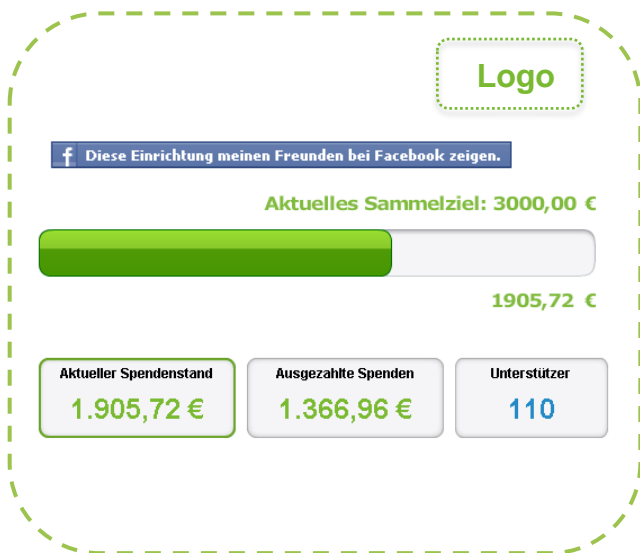 Logo
f Diese Einrichtung meinen Freunden bei Facebook zeigen.
Aktuelles Sammelziel: 3000,00 €
1905,72 €
Aktueller Spendenstand
1.905,72 €
Ausgezahlte Spenden
1.366,96 €
Unterstützer
110